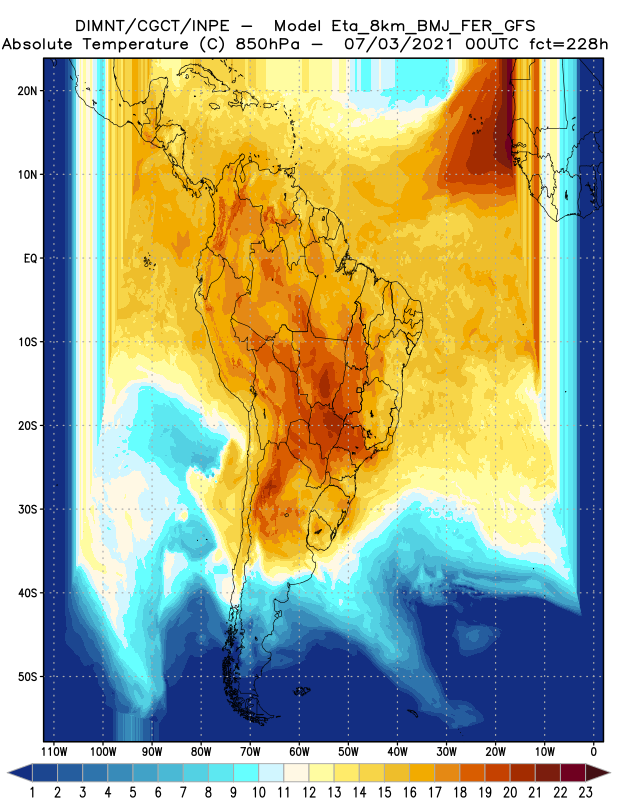 DIMNT/CGCT/INPE – Model Eta_8km_BMJ_FER_GFS
Absolute Temperature (C) 850hPa – 07/03/2021 00UTC fct=228h
20N
10N
EQ
10S
20S
30S
40S
50S
110W 100W 90W 80W 70W 60W 50W 40W 30W 20W 10W 0
1 2 3 4 5 6 7 8 9 10 11 12 13 14 15 16 17 18 19 20 21 22 23